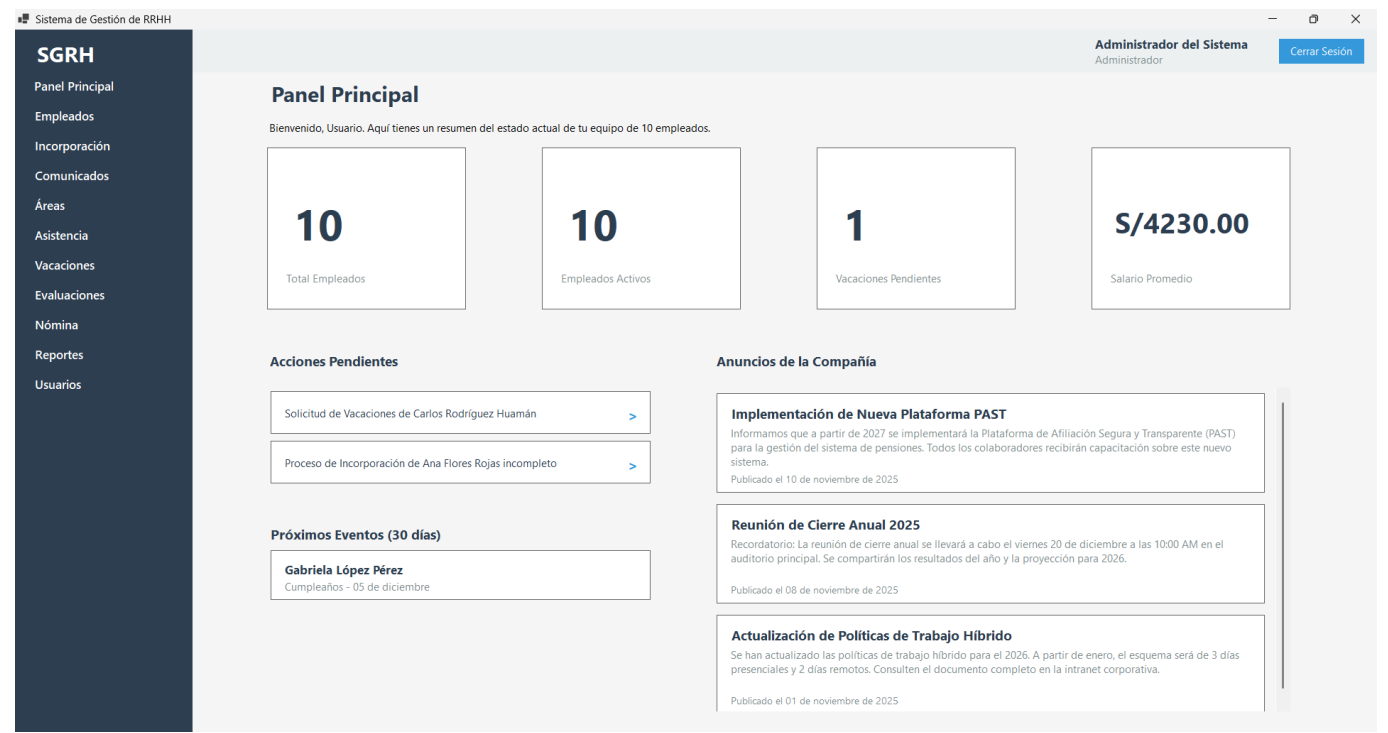 Sistema de Gestión de RRHH
SGRH
Administrador del Sistema
Administrador
Cerrar Sesión
Panel Principal
Empleados
Incorporación
Comunicados
Áreas
Asistencia
Vacaciones
Evaluaciones
Nómina
Reportes
Usuarios
Panel Principal
Bienvenido, Usuario. Aquí tienes un resumen del estado actual de tu equipo de 10 empleados.
10
Total Empleados
10
Empleados Activos
1
Vacaciones Pendientes
S/4230.00
Salario Promedio
Acciones Pendientes
Solicitud de Vacaciones de Carlos Rodríguez Huamán >
Proceso de Incorporación de Ana Flores Rojas incompleto >
Próximos Eventos (30 días)
Gabriela López Pérez
Cumpleaños - 05 de diciembre
Anuncios de la Compañía
Implementación de Nueva Plataforma PAST
Informamos que a partir de 2027 se implementará la Plataforma de Afiliación Segura y Transparente (PAST)
para la gestión del sistema de pensiones. Todos los colaboradores recibirán capacitación sobre este nuevo
sistema.
Publicado el 10 de noviembre de 2025
Reunión de Cierre Anual 2025
Recordatorio: La reunión de cierre anual se llevará a cabo el viernes 20 de diciembre a las 10:00 AM en el
auditorio principal. Se compartirán los resultados del año y la proyección para 2026.
Publicado el 08 de noviembre de 2025
Actualización de Políticas de Trabajo Híbrido
Se han actualizado las políticas de trabajo híbrido para el 2026. A partir de enero, el esquema será de 3 días
presenciales y 2 días remotos. Consulten el documento completo en la intranet corporativa.
Publicado el 01 de noviembre de 2025